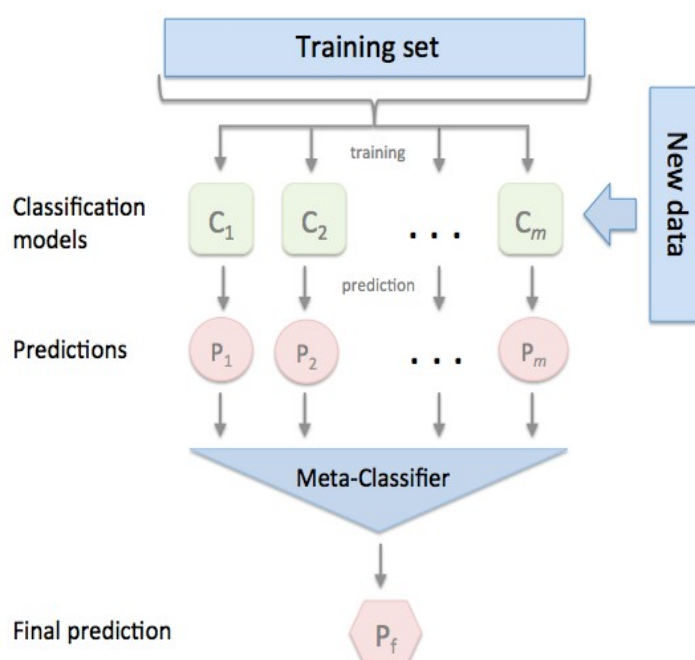 Training set
training
New data
Classification
models
C1 C2 . . . Cm
prediction
Predictions
P1 P2 . . . Pm
Meta-Classifier
Final prediction
Pf